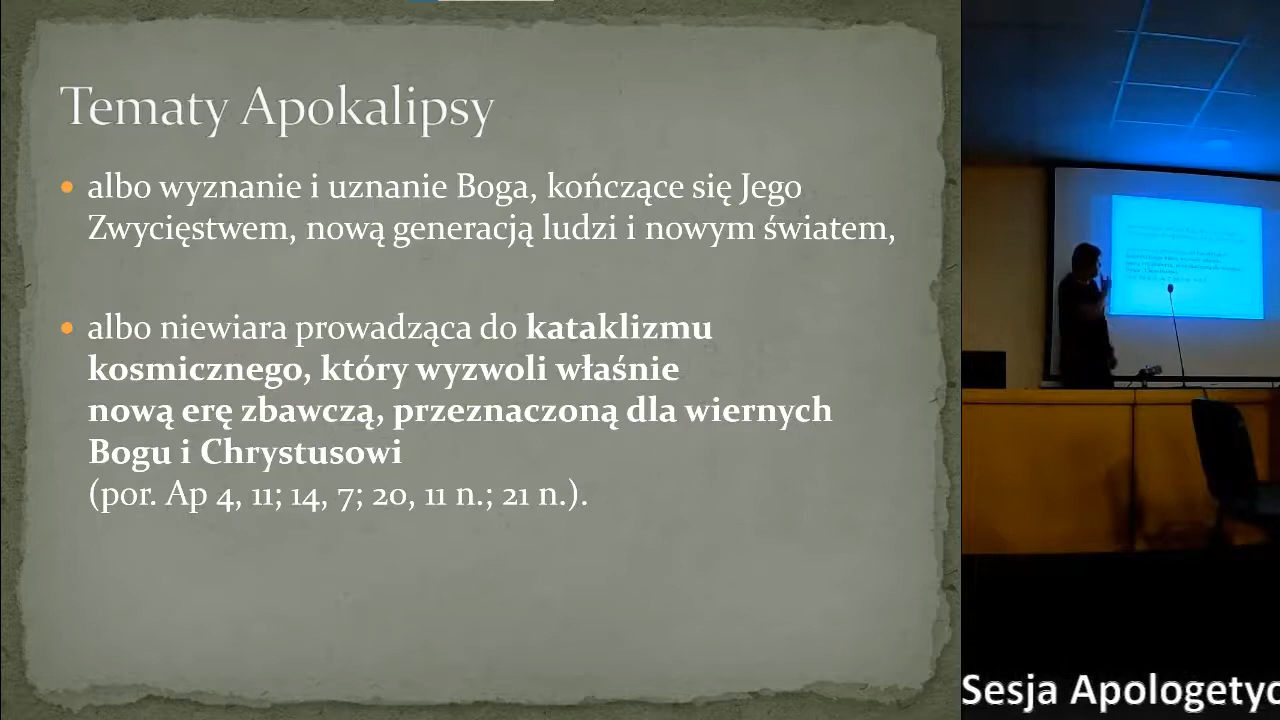 Tematy Apokalipsy
albo wyznanie i uznanie Boga, kończące się Jego
Zwycięstwem, nową generacją ludzi i nowym światem,
albo niewiara prowadząca do kataklizmu
kosmicznego, który wyzwoli właśnie
nową erę zbawczą, przeznaczoną dla wiernych
Bogu i Chrystusowi
(por. Ap 4, 11; 14, 7; 20, 11 n.; 21 n.).
Sesja Apologetyc